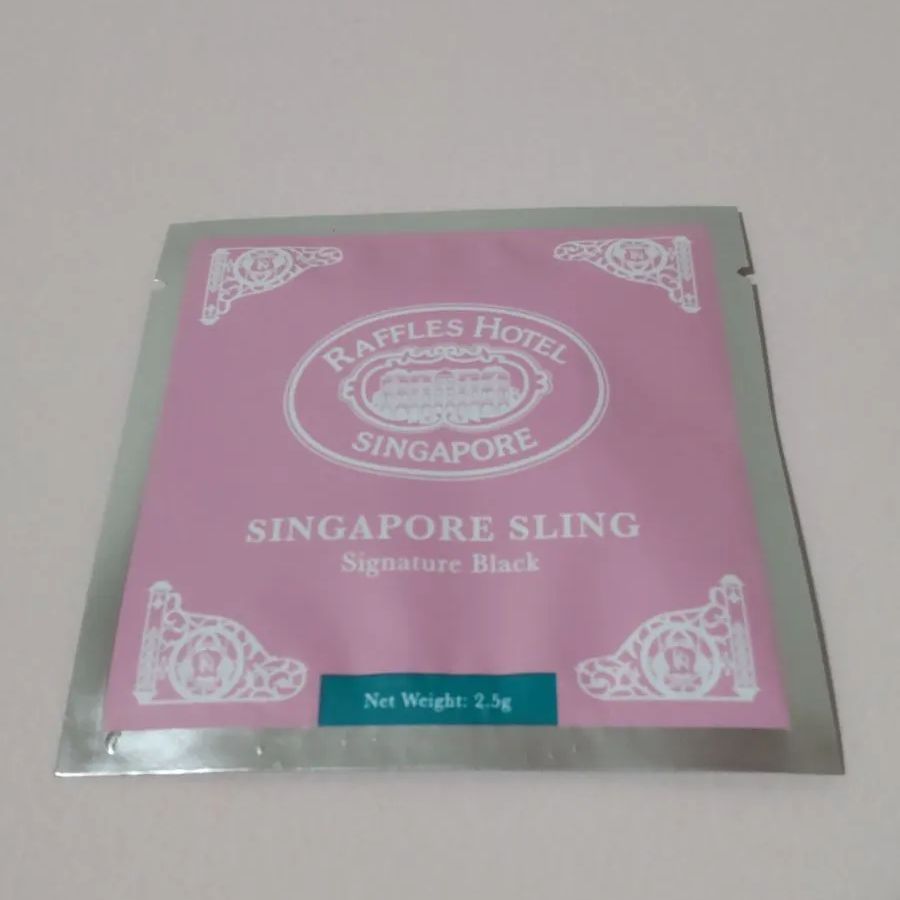 RAFFLES HOTEL
SINGAPORE
SINGAPORE SLING
Signature Black
Net Weight: 2.5g